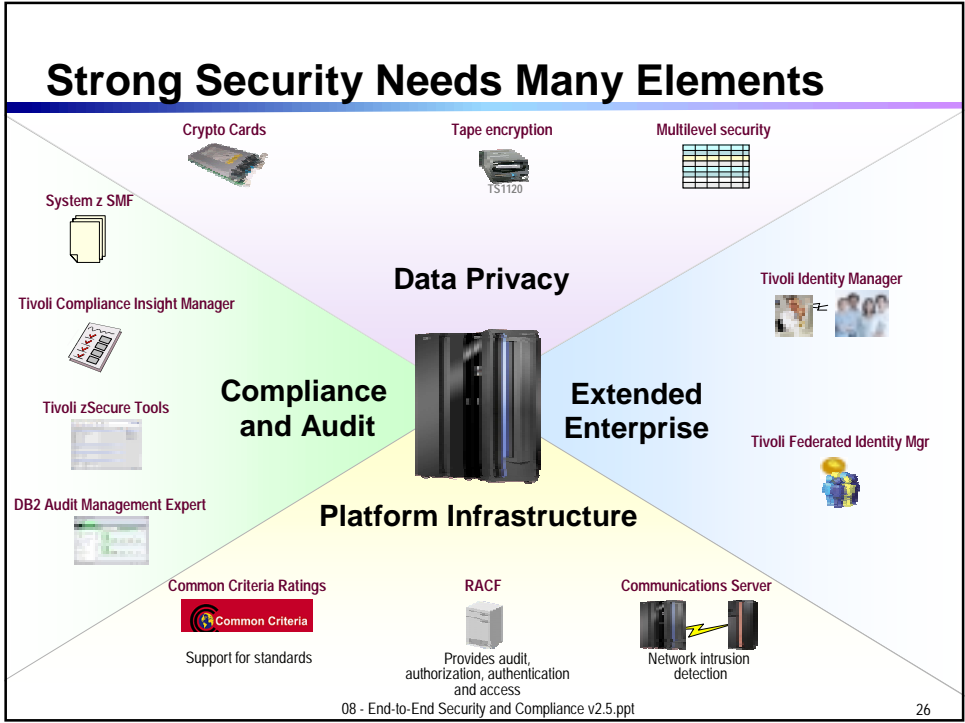 Strong Security Needs Many Elements
Crypto Cards
Tape encryption
Multilevel security
TS1120
System z SMF
Data Privacy
Tivoli Identity Manager
Tivoli Compliance Insight Manager
Compliance
and Audit
Extended
Enterprise
Tivoli zSecure Tools
Tivoli Federated Identity Mgr
DB2 Audit Management Expert
Platform Infrastructure
Common Criteria Ratings
RACF
Communications Server
Common Criteria
Support for standards
Provides audit,
authorization, authentication
and access
Network intrusion
detection
08 - End-to-End Security and Compliance v2.5.ppt
26